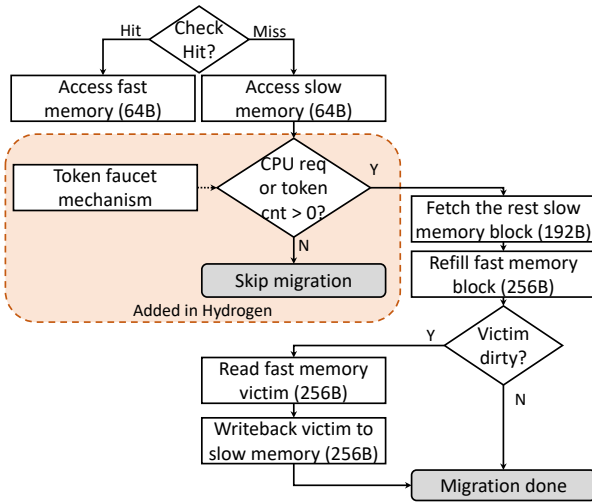 Check
Hit?
Hit
Miss
Access fast
memory (64B)
Access slow
memory (64B)
Token faucet
mechanism
CPU req
or token
cnt > 0?
Y
N
Skip migration
Added in Hydrogen
Fetch the rest slow
memory block (192B)
Refill fast memory
block (256B)
Victim
dirty?
Y
N
Read fast memory
victim (256B)
Writeback victim to
slow memory (256B)
Migration done